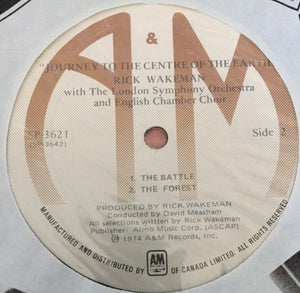 A & M
"JOURNEY TO THE CENTRE OF THE EARTH
RICK WAKEMAN
with The London Symphony Orchestra
and English Chamber Choir
SP-3621
(SP-3642)
Side 2
1. THE BATTLE
2. THE FOREST
PRODUCED BY RICK WAKEMAN
Conducted by David Measham
All selections written by Rick Wakeman
Publisher: Almo Music Corp. (ASCAP)
℗ 1974 A&M Records, Inc.
MANUFACTURED AND DISTRIBUTED BY A&M RECORDS OF CANADA LIMITED. ALL RIGHTS RESERVED.